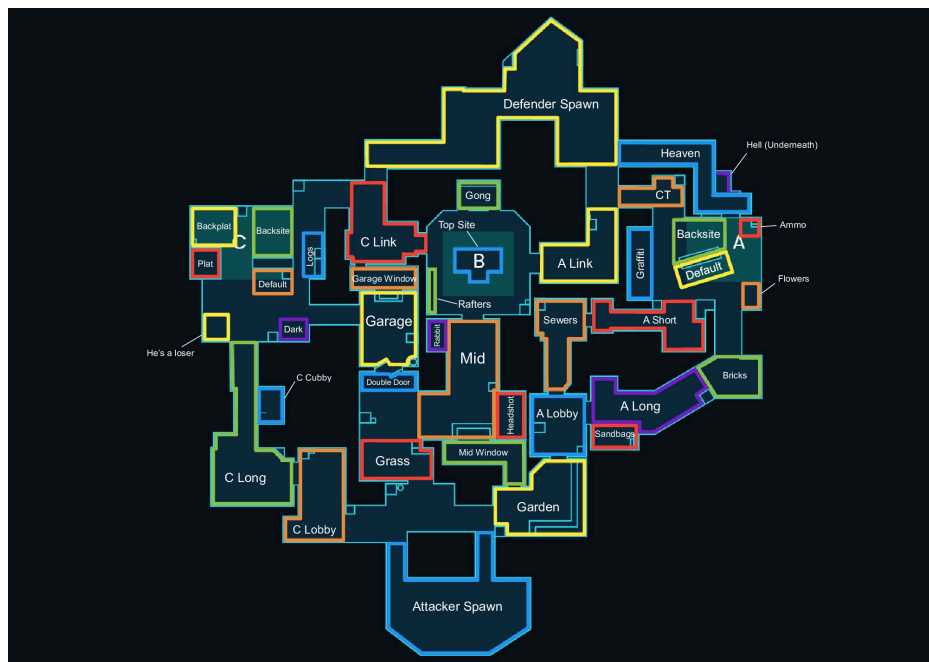 Defender Spawn
Hell (Underneath)
Heaven
CT
Gong
Backplat
C
Backsite
Top Site
Ammo
Backsite
A
Logs
C Link
B
A Link
Graffiti
Plat
Default
Default
Garage Window
Flowers
Rafters
Garage
Sewers
A Short
Dark
Rabbit
He's a loser
Mid
C Cubby
Double Door
Bricks
Headshot
A Lobby
A Long
Sandbags
Grass
Mid Window
C Long
Garden
C Lobby
Attacker Spawn